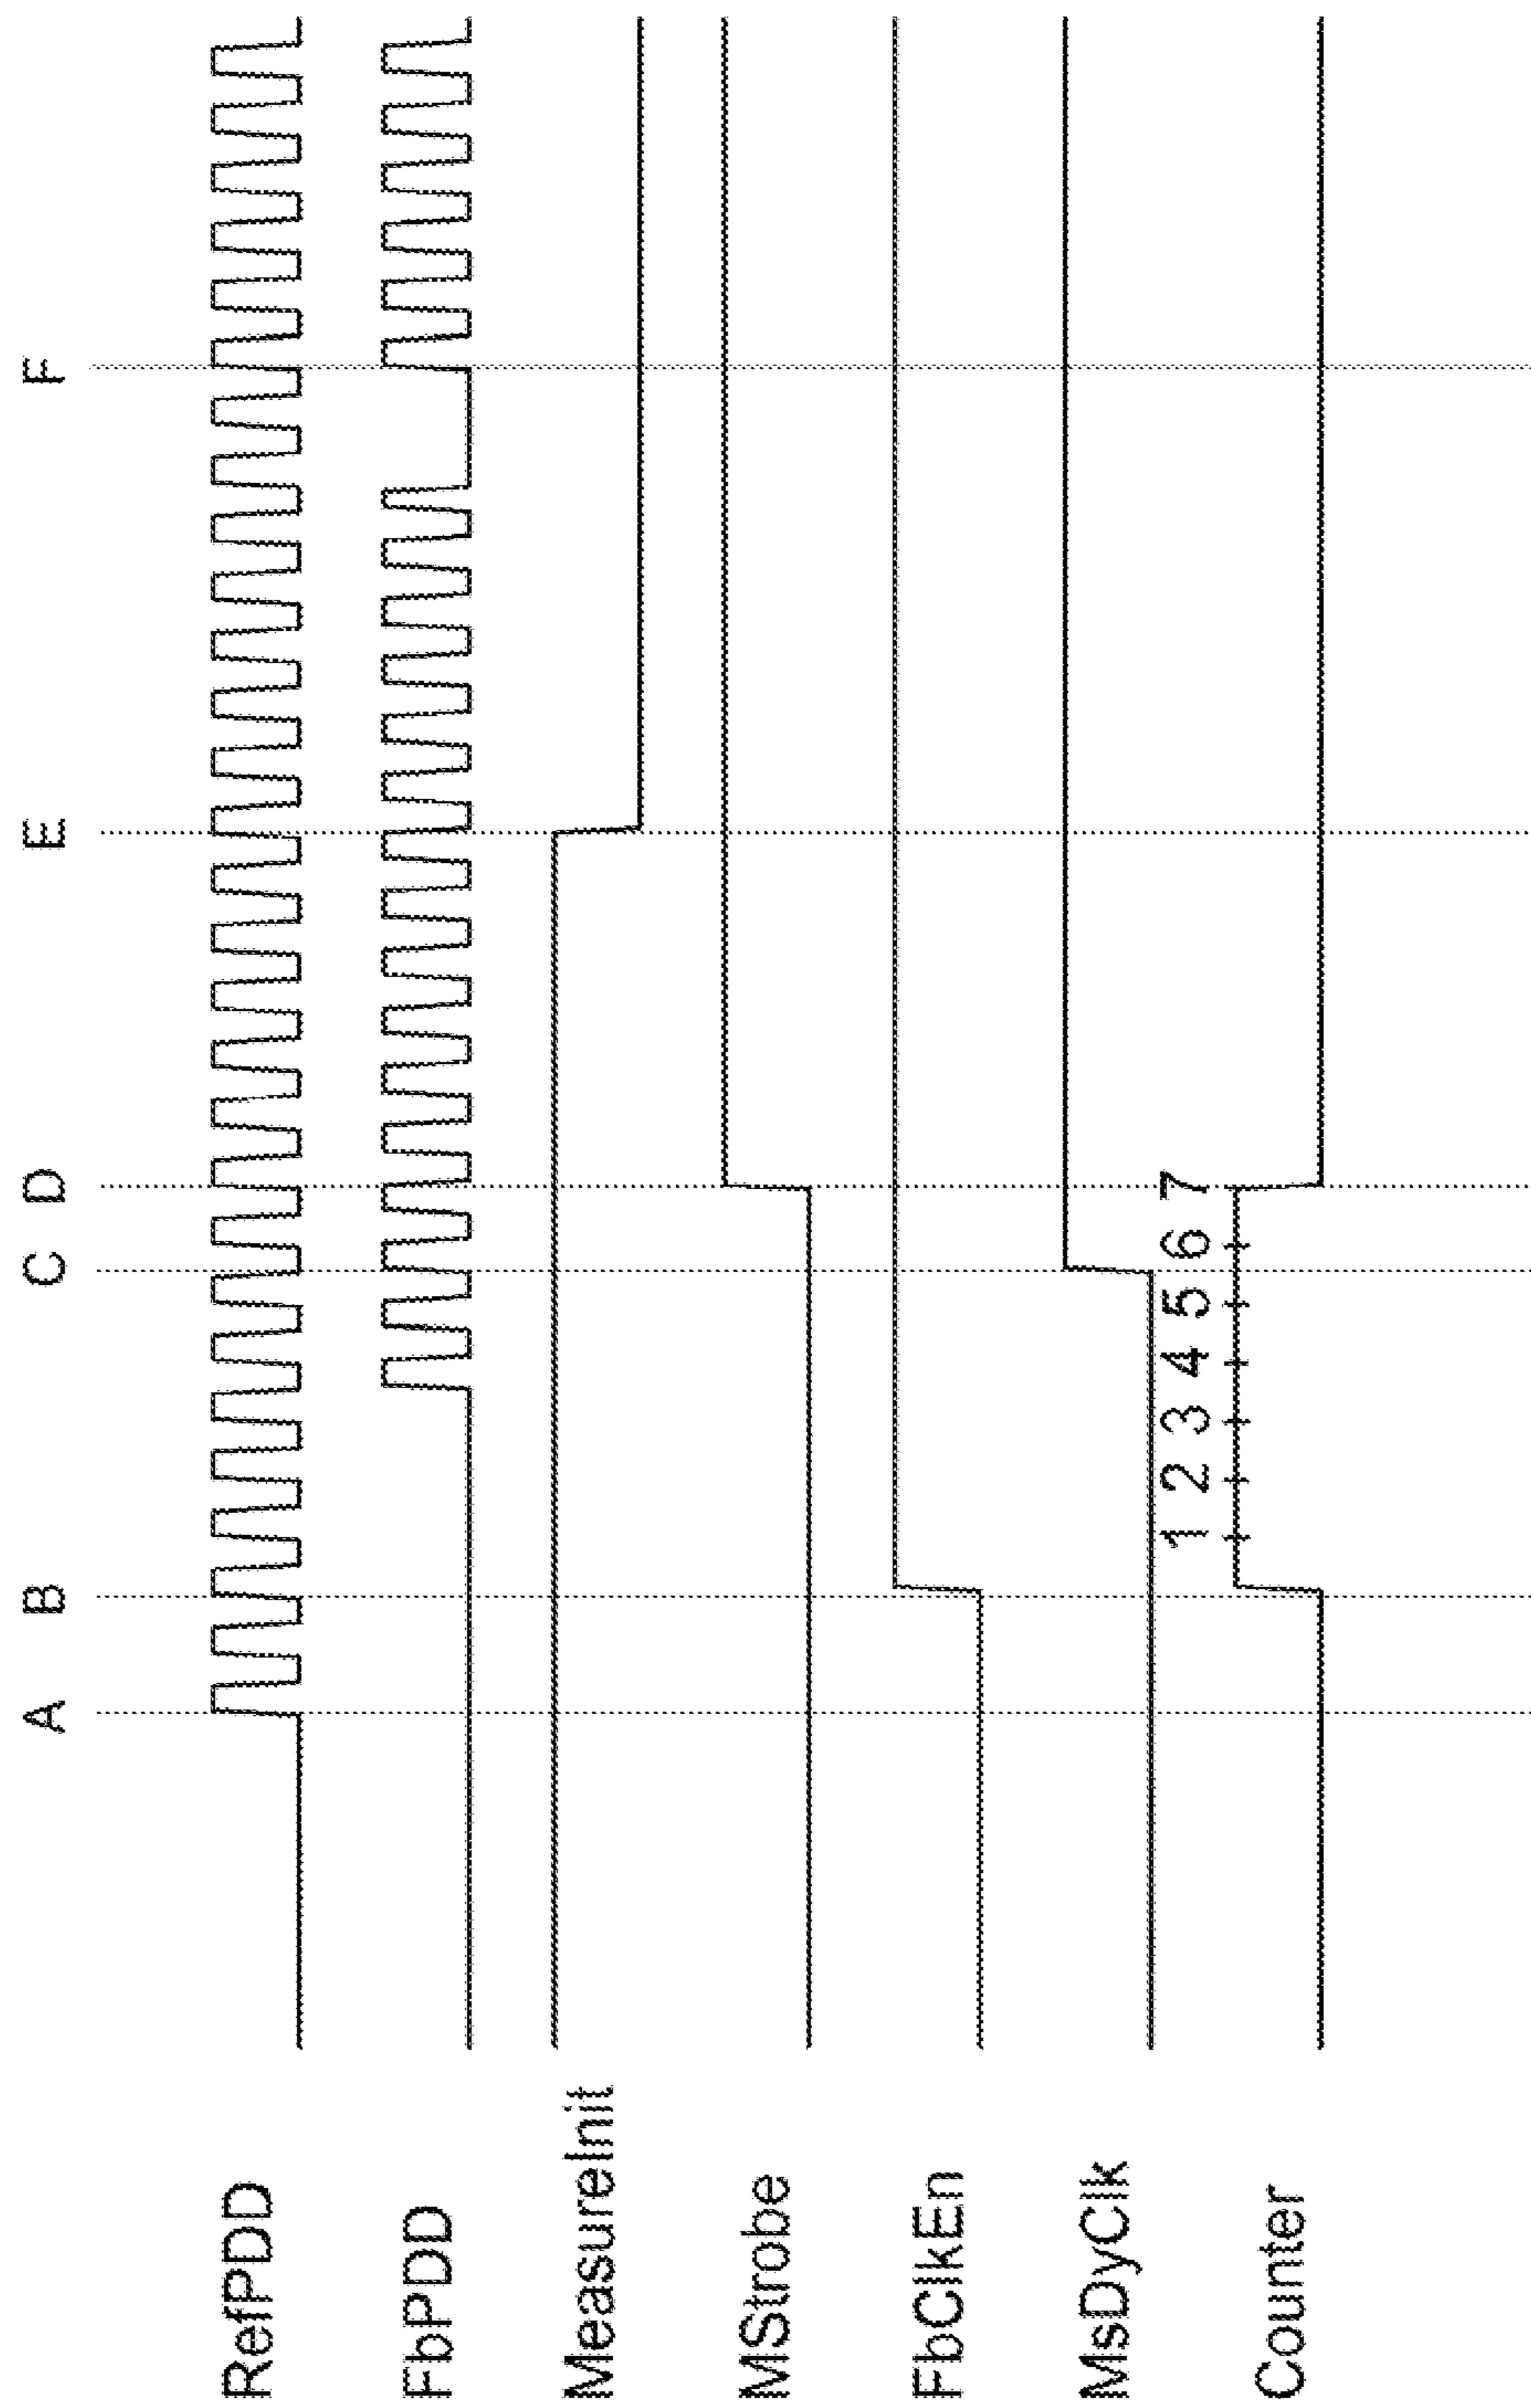 A B C D E F
RefPDD
FbPDD
MeasureInit
MStrobe
FbClkEn
MsDyClk
1 2 3 4 5 6 7
Counter